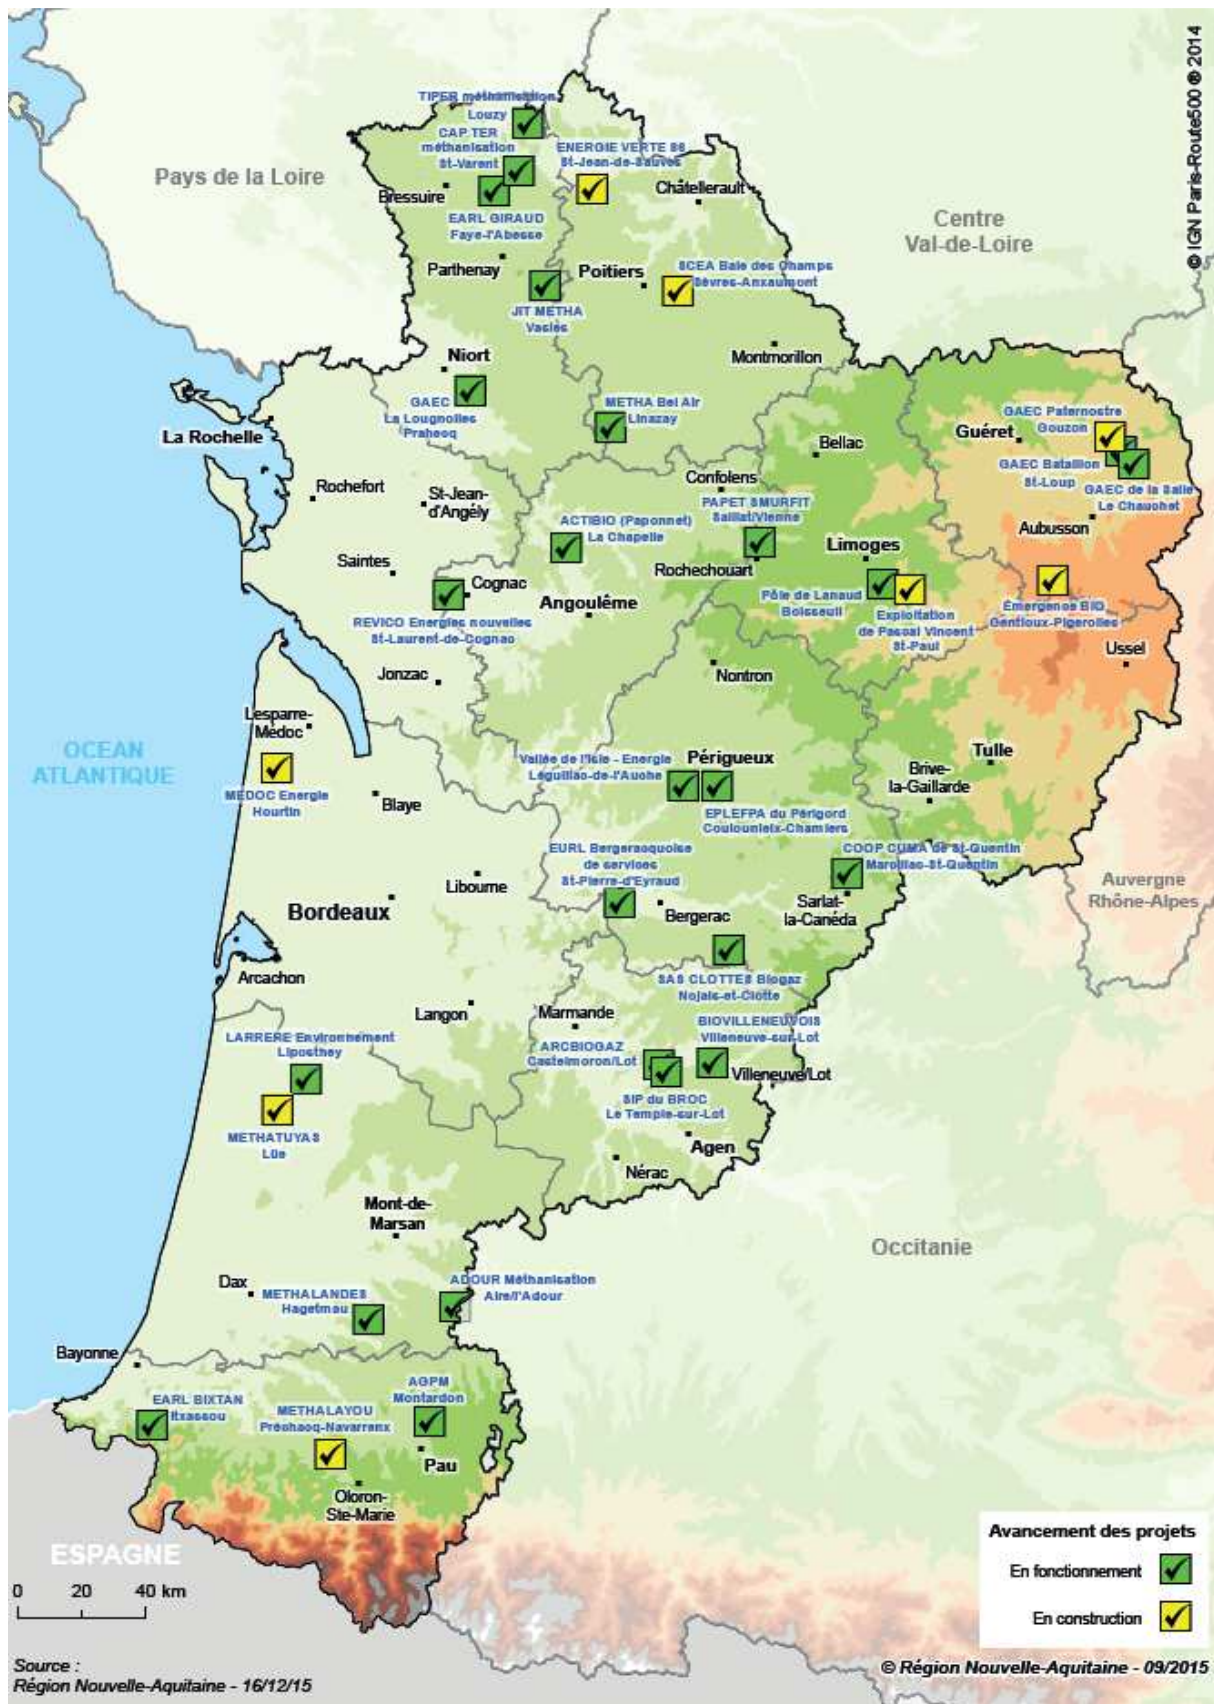 © IGN Paris-Route500 ® 2014
TIPER méthanisation
Louzy
CAP TER
méthanisation
St-Varent
ENERGIE VERTE 86
St-Jean-de-Sauves
Pays de la Loire
Bressuire
Châtellerault
EARL GIRAUD
Faye-l'Abesse
Centre
Val-de-Loire
Parthenay
Poitiers
SCEA Baie des Champs
Sèvres-Anxaumont
JIT METHA
Vasles
Montmorillon
Niort
GAEC
La Lougnolles
Prahecq
METHA Bel Air
Linazay
GAEC Paternostre
Gouzon
Guéret
La Rochelle
Bellac
GAEC Bataillon
St-Loup
GAEC de la Salle
Le Chauchet
Confolens
Rochefort
St-Jean-
d'Angély
PAPET SMURFIT
Saillat/Vienne
ACTIBIO (Paponnet)
La Chapelle
Aubusson
Limoges
Saintes
Rochechouart
Cognac
Angoulême
Pôle de Lanaud
Boisseuil
Exploitation
de Pascal Vincent
St-Paul
Émergence BIO
Gentioux-Pigerolles
REVICO Energies nouvelles
St-Laurent-de-Cognac
Ussel
Jonzac
Nontron
Lesparre-
Médoc
OCEAN
ATLANTIQUE
Vallée de l'Isle - Energie
Léguillac-de-l'Auche
Périgueux
Tulle
Brive-
la-Gaillarde
MEDOC Energie
Hourtin
Blaye
EPLEFPA du Périgord
Coulounieix-Chamiers
EURL Bergeracquoise
de services
St-Pierre-d'Eyraud
COOP CUMA de St-Quentin
Marcillac-St-Quentin
Libourne
Auvergne
Rhône-Alpes
Bordeaux
Bergerac
Sarlat-
la-Canéda
Arcachon
SAS CLOTTES Biogaz
Nojals-et-Clotte
Langon
Marmande
BIOVILLENEUVOIS
Villeneuve-sur-Lot
LARRERE Environnement
Liposthey
ARCBIOGAZ
Castelmoron/Lot
Villeneuve/Lot
SIP du BROC
Le Temple-sur-Lot
METHATUYAS
Lüe
Agen
Nérac
Mont-de-
Marsan
Occitanie
Dax
METHALANDES
Hagetmau
ADOUR Méthanisation
Aire/l'Adour
Bayonne
EARL BIXTAN
Itxassou
METHALAYOU
Préchacq-Navarrenx
AGPM
Montardon
Pau
Oloron-
Ste-Marie
ESPAGNE
0 20 40 km
Avancement des projets
En fonctionnement
En construction
Source :
Région Nouvelle-Aquitaine - 16/12/15
© Région Nouvelle-Aquitaine - 09/2015